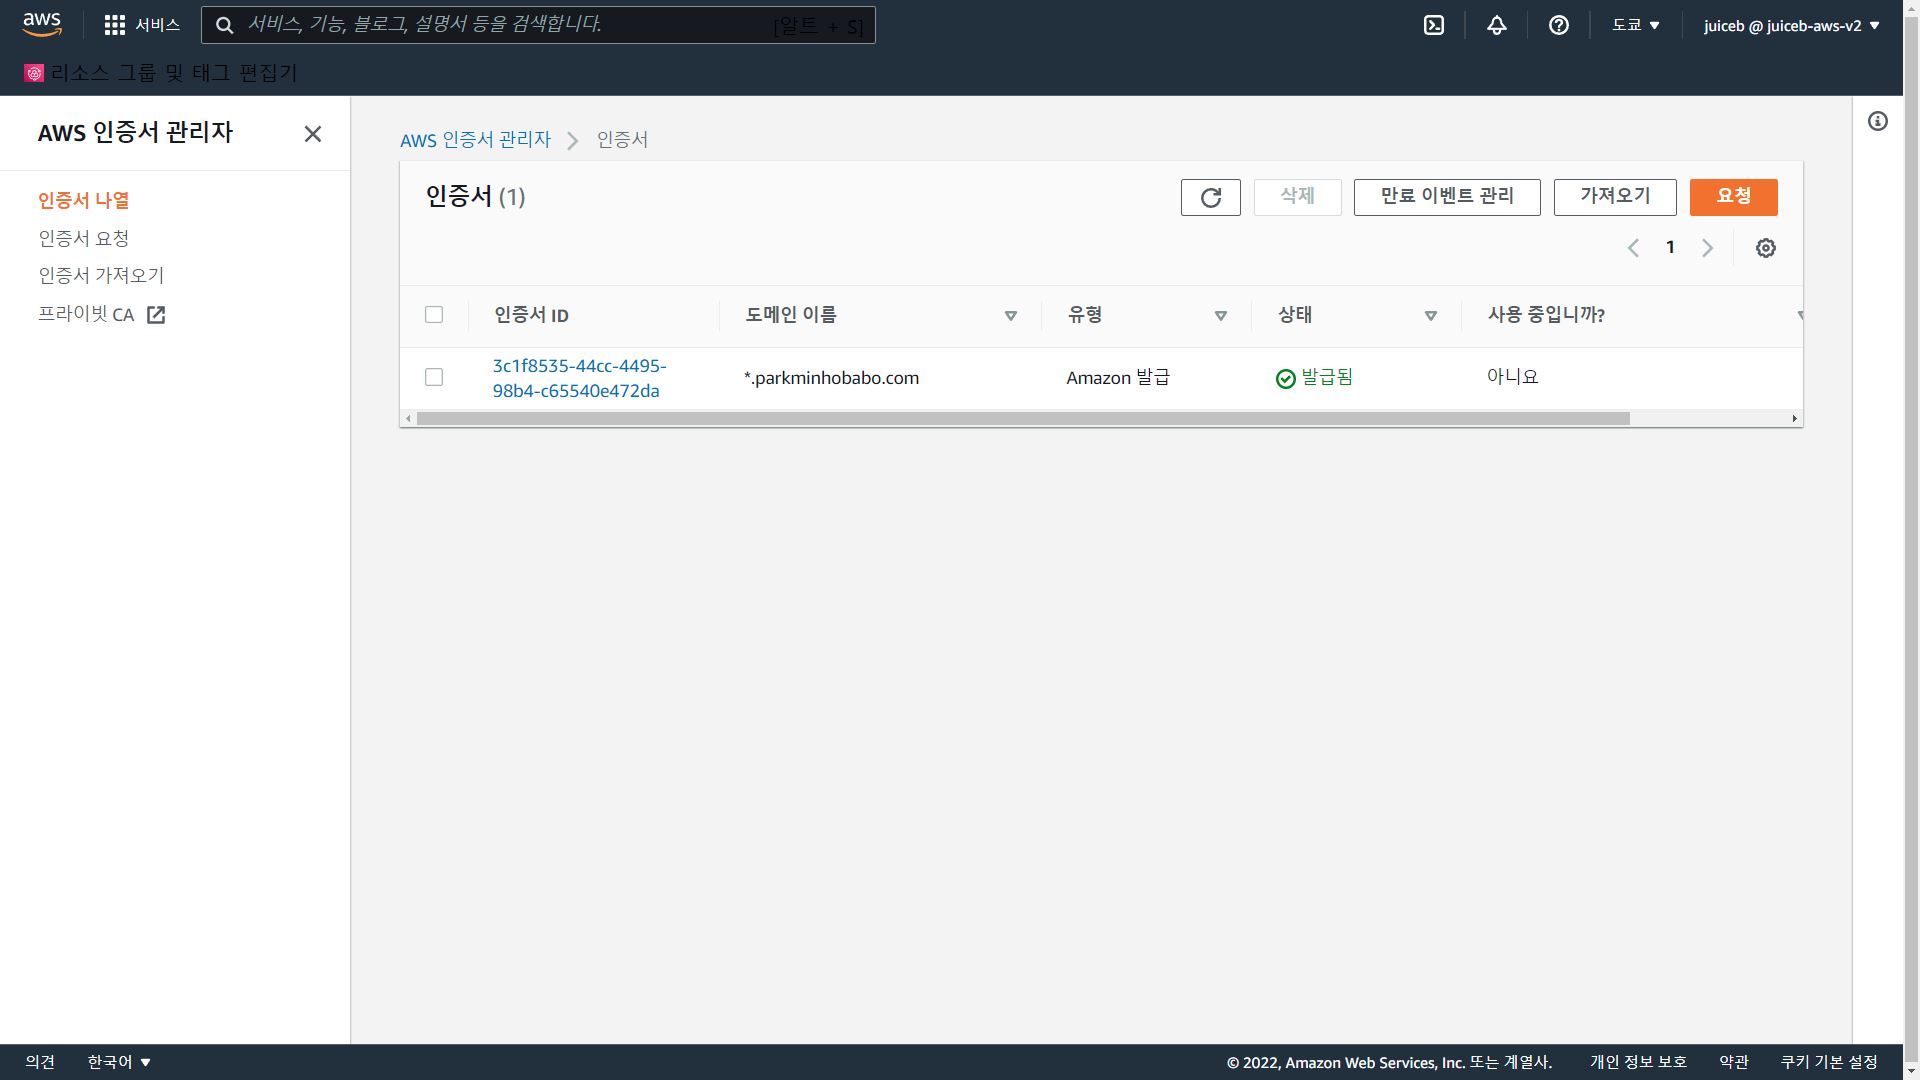 aws
서비스
서비스, 기능, 블로그, 설명서 등을 검색합니다.
[알트 + S]
도쿄
juiceb @ juiceb-aws-v2
리소스 그룹 및 태그 편집기
AWS 인증서 관리자
인증서 나열
인증서 요청
인증서 가져오기
프라이빗 CA
AWS 인증서 관리자
인증서
인증서 (1)
삭제
만료 이벤트 관리
가져오기
요청
1
인증서 ID
도메인 이름
유형
상태
사용 중입니까?
3c1f8535-44cc-4495-
98b4-c65540e472da
*.parkminhobabo.com
Amazon 발급
발급됨
아니요
의견
한국어
© 2022, Amazon Web Services, Inc. 또는 계열사.
개인 정보 보호
약관
쿠키 기본 설정